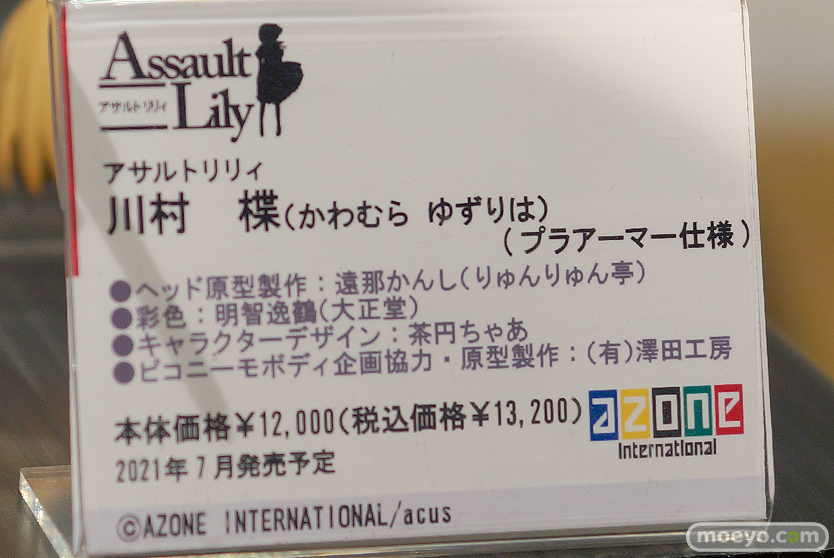 Assault
アサルトリリィ
Lily
アサルトリリィ
川村 楪(かわむら ゆずりは)
(プラアーマー仕様)
●ヘッド原型製作：遠那かんし(りゅんりゅん亭)
●彩色：明智逸鶴(大正堂)
●キャラクターデザイン：茶円ちゃあ
●ピコニーモボディ企画協力・原型製作：(有)澤田工房
本体価格¥12,000(税込価格¥13,200)
azone
International
2021年7月発売予定
©AZONE INTERNATIONAL/acus
moeyo.com